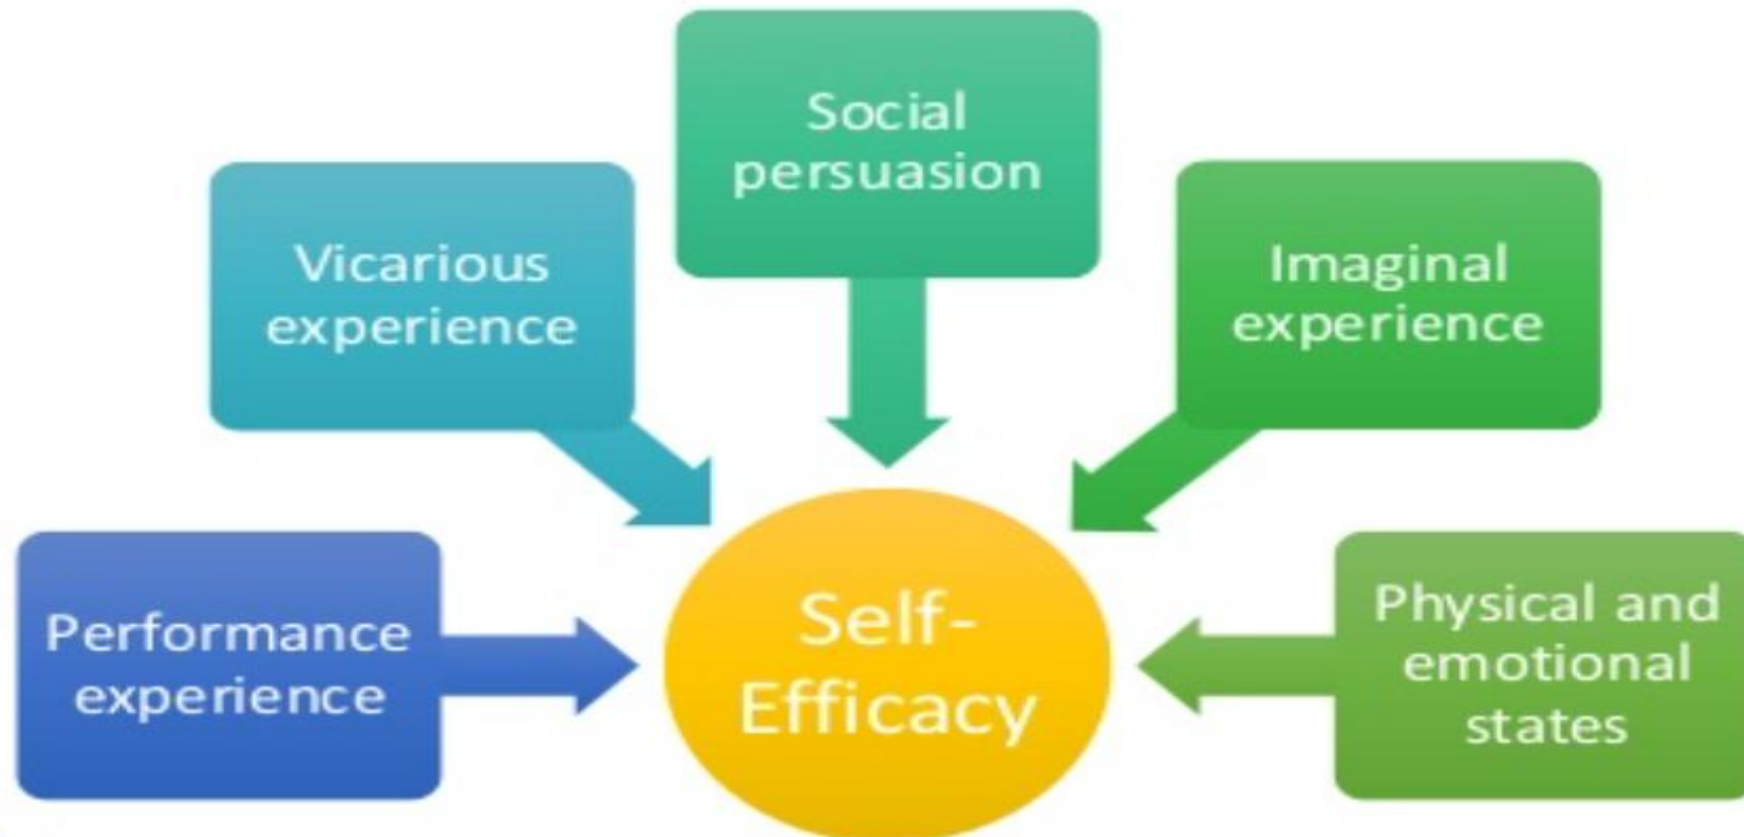 Social
persuasion
Vicarious
experience
Imaginal
experience
Performance
experience
Self-
Efficacy
Physical and
emotional
states